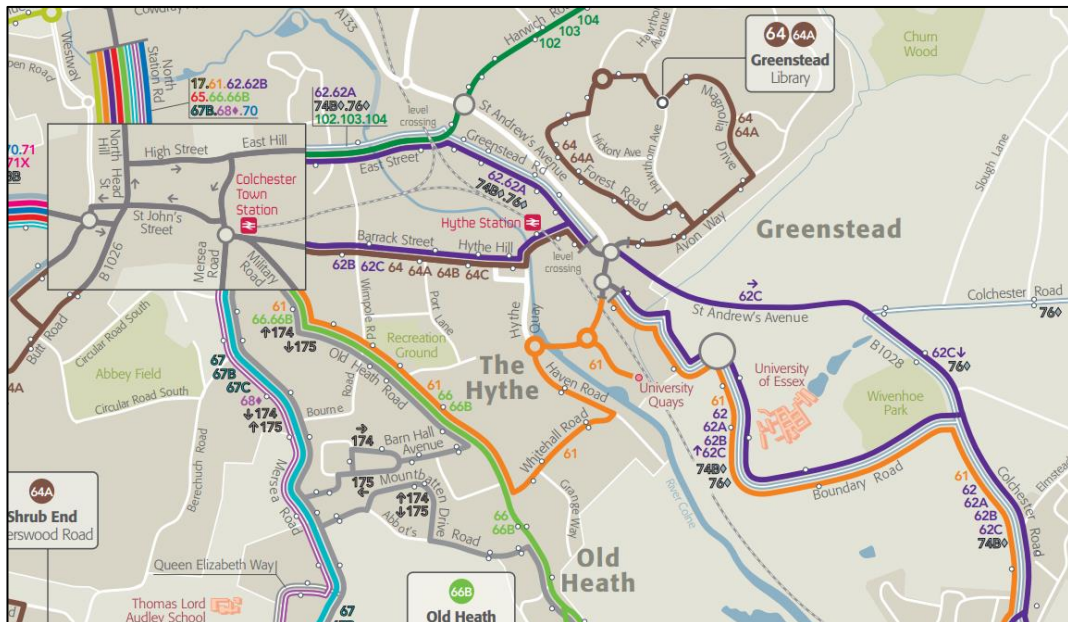 Cowdray
A133
Harwich Road
104
103
102
Westway
North
Station Rd
17.61.62.62B
65.66.66B
67B.68♦.70
62.62A
74B◊.76◊
102.103.104
level
crossing
St Andrew's Avenue
Greenstead Rd
Hawthorn
Avenue
64 64A
Greenstead
Library
Churn
Wood
Magnolia
Drive
64
64A
64
64A
Hickory Ave
Hawthorn Ave
Forest Road
Avon Way
Slough Lane
70.71
71X
North
Hill
Head
St
High Street
East Hill
East Street
62.62A
74B◊.76◊
Colchester
Town
Station
St John's
Street
B1026
Mersea
Road
Military
Road
Hythe Station
Barrack Street
Hythe Hill
62B 62C 64 64A 64B 64C
level
crossing
Greenstead
→
62C
St Andrew's Avenue
Colchester Road
76◊
Butt Road
Circular Road South
Abbey Field
Circular Road South
Berechurch Road
61
66.66B
↑174
↓175
Wimpole Rd
Port Lane
Recreation
Ground
Old Heath Road
61
66
66B
Hythe
Quay
The
Hythe
61
University
Quays
Haven Road
Whitehall Road
61
B1028
62C↓
76◊
University
of Essex
Wivenhoe
Park
61
62
62A
62B
↑62C
74B◊
76◊
Boundary Road
61
62
62A
62B
62C
74B◊
Colchester
Road
Elmstead
67
67B
67C
68♦
↓174
↑175
Bourne
Road
→
174
Barn Hall
Avenue
175
←
Mountbatten
Drive
↑174
↓175
Abbot's
Road
Mersea Road
River Colne
Grange Way
66
66B
Old
Heath
64A
Shrub End
Queen Elizabeth Way
Thomas Lord
Audley School
67
66B
Old Heath